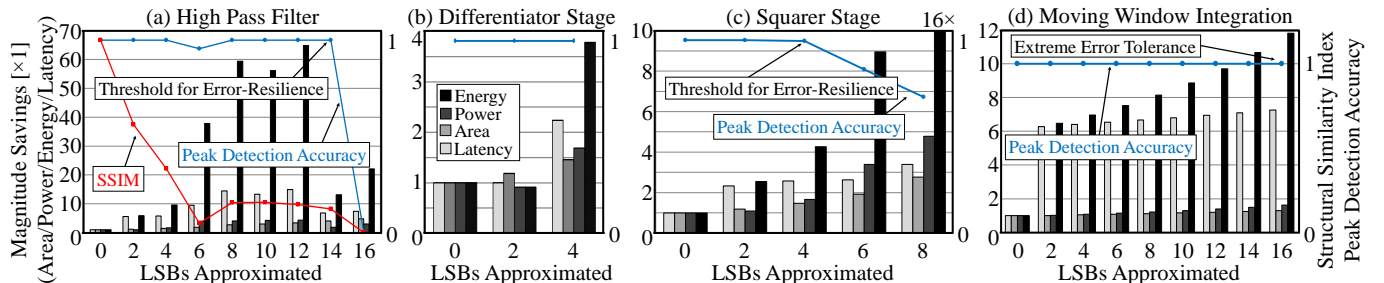 (a) High Pass Filter
Magnitude Savings [×1]
(Area/Power/Energy/Latency)
70
60
50
40
30
20
10
0
1
0
Threshold for Error-Resilience
Peak Detection Accuracy
SSIM
0 2 4 6 8 10 12 14 16
LSBs Approximated
(b) Differentiator Stage
5
4
3
2
1
0
1
0
Energy
Power
Area
Latency
0 2 4
LSBs Approximated
(c) Squarer Stage
16×
10
8
6
4
2
0
1
0
Threshold for Error-Resilience
Peak Detection Accuracy
0 2 4 6 8
LSBs Approximated
(d) Moving Window Integration
12
10
8
6
4
2
0
1
0
Extreme Error Tolerance
Peak Detection Accuracy
0 2 4 6 8 10 12 14 16
LSBs Approximated
Structural Similarity Index
Peak Detection Accuracy